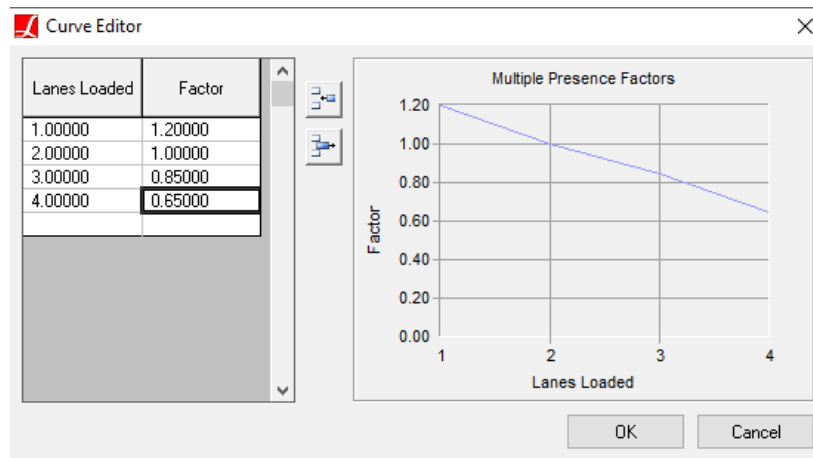 Curve Editor
Lanes Loaded Factor
1.00000 1.20000
2.00000 1.00000
3.00000 0.85000
4.00000 0.65000
Multiple Presence Factors
1.20
1.00
0.80
0.60
0.40
0.20
0.00
Factor
1 2 3 4
Lanes Loaded
OK Cancel